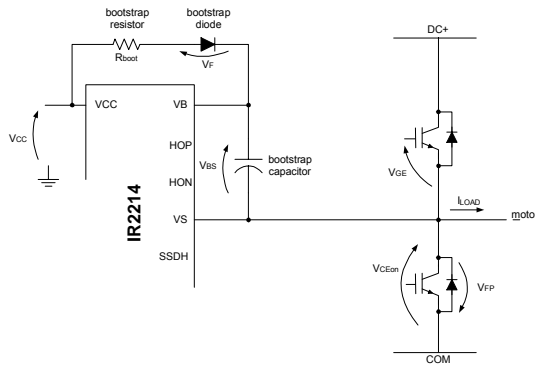 bootstrap resistor
bootstrap diode
DC+
Rboot
VF
VCC
VB
VCC
HOP
VBS
bootstrap capacitor
HON
VGE
ILOAD
IR2214
VS
moto
VCEon
SSDH
VFP
COM